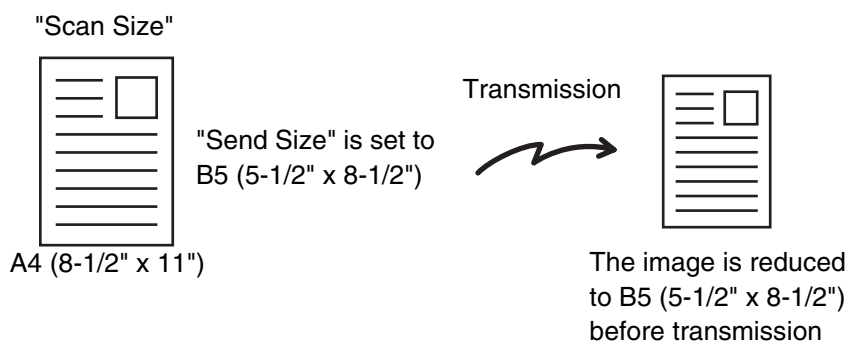 "Scan Size"
Transmission
"Send Size" is set to
B5 (5-1/2" x 8-1/2")
A4 (8-1/2" x 11")
The image is reduced
to B5 (5-1/2" x 8-1/2")
before transmission